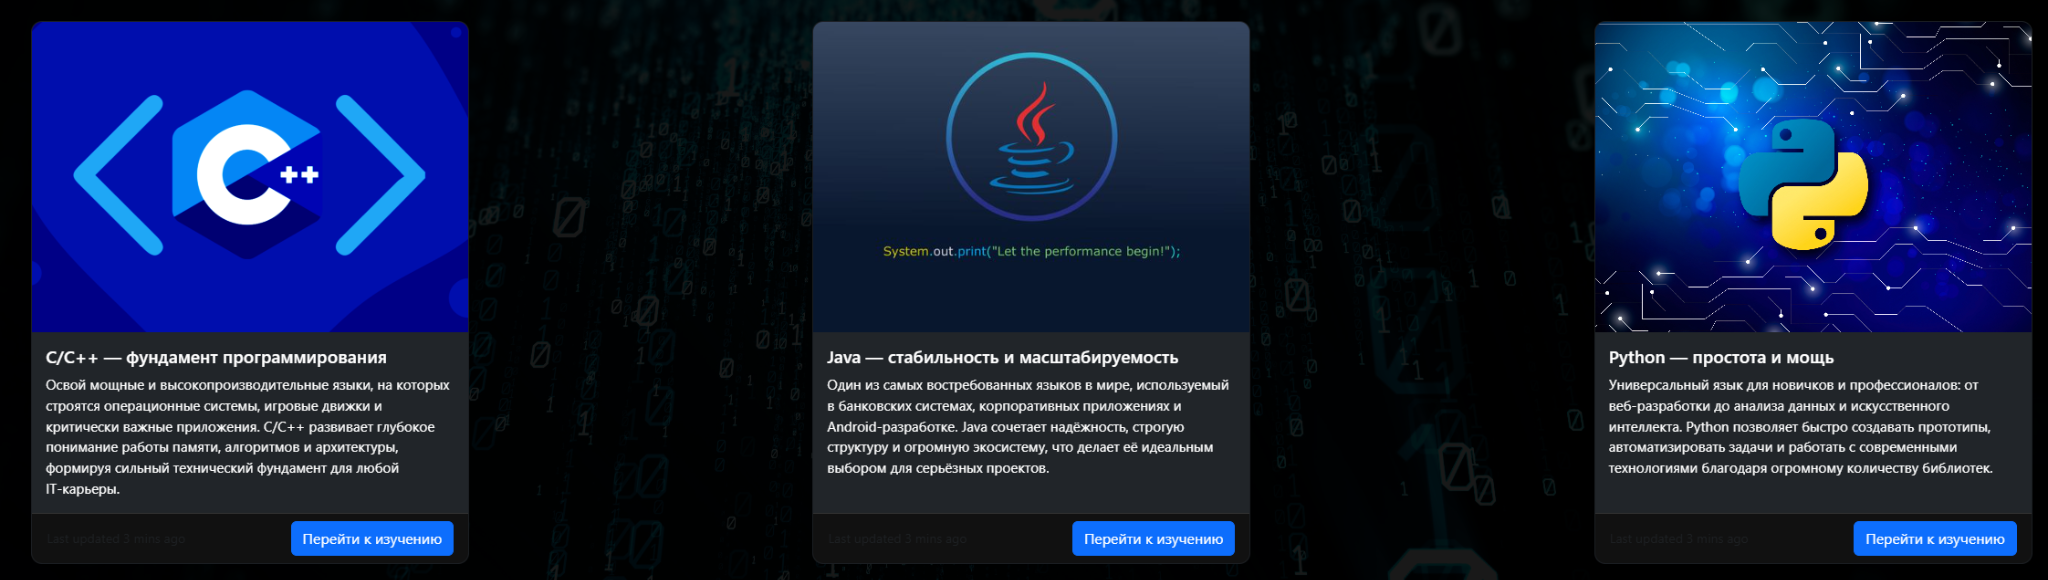 C++
C/C++ — фундамент программирования
Освой мощные и высокопроизводительные языки, на которых
строятся операционные системы, игровые движки и
критически важные приложения. C/C++ развивает глубокое
понимание работы памяти, алгоритмов и архитектуры,
формируя сильный технический фундамент для любой
IT-карьеры.
Last updated 3 mins ago
Перейти к изучению
System.out.print("Let the performance begin!");
Java — стабильность и масштабируемость
Один из самых востребованных языков в мире, используемый
в банковских системах, корпоративных приложениях и
Android-разработке. Java сочетает надёжность, строгую
структуру и огромную экосистему, что делает её идеальным
выбором для серьёзных проектов.
Last updated 3 mins ago
Перейти к изучению
Python — простота и мощь
Универсальный язык для новичков и профессионалов: от
веб-разработки до анализа данных и искусственного
интеллекта. Python позволяет быстро создавать прототипы,
автоматизировать задачи и работать с современными
технологиями благодаря огромному количеству библиотек.
Last updated 3 mins ago
Перейти к изучению